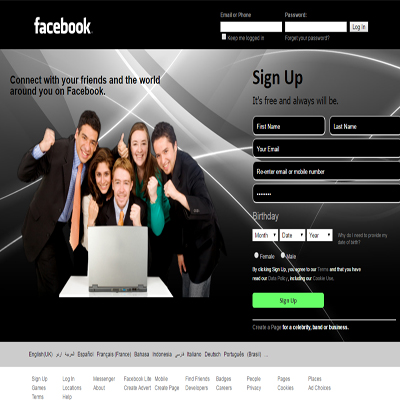 facebook
Email or Phone Password:
Log In
Keep me logged in Forget your password?
Connect with your friends and the world
around you on Facebook.
Sign Up
It's free and always will be.
First Name Last Name
Your Email
Re-enter email or mobile number
••••••••
Birthday
Month Date Year Why do I need to provide my
date of birth?
Female Male
By clicking Sign Up, you agree to our Terms and that you have
read our Data Policy, including our Cookie Use.
Sign Up
Create a Page for a celebrity, band or business.
English(UK) اردو العربية Español Français (France) Bahasa Indonesia فارسی Italiano Deutsch Português (Brasil) ...
Sign Up Log In Messenger Facebook Lite Mobile Find Friends Badges People Pages Places
Games Locations About Create Advert Create Page Developers Careers Privacy Cookies Ad Choices
Terms Help